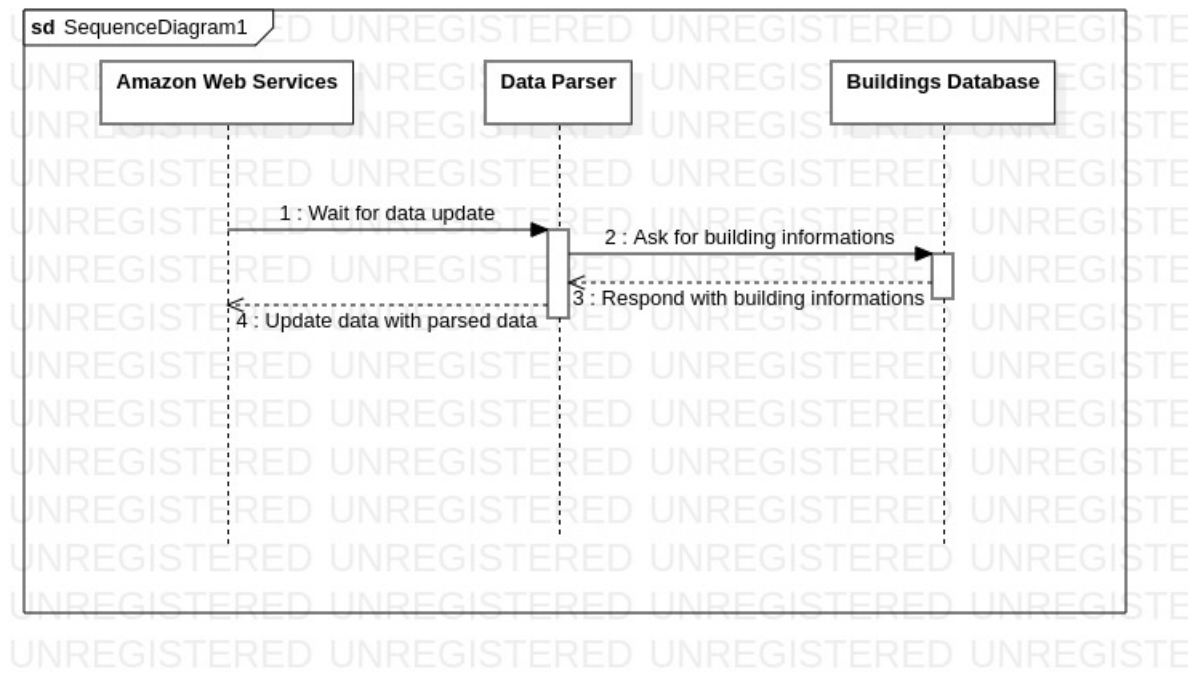 UNREGISTERED UNREGISTERED UNREGISTERED UNREGISTE
sd SequenceDiagram1
Amazon Web Services
Data Parser
Buildings Database
1 : Wait for data update
2 : Ask for building informations
3 : Respond with building informations
4 : Update data with parsed data